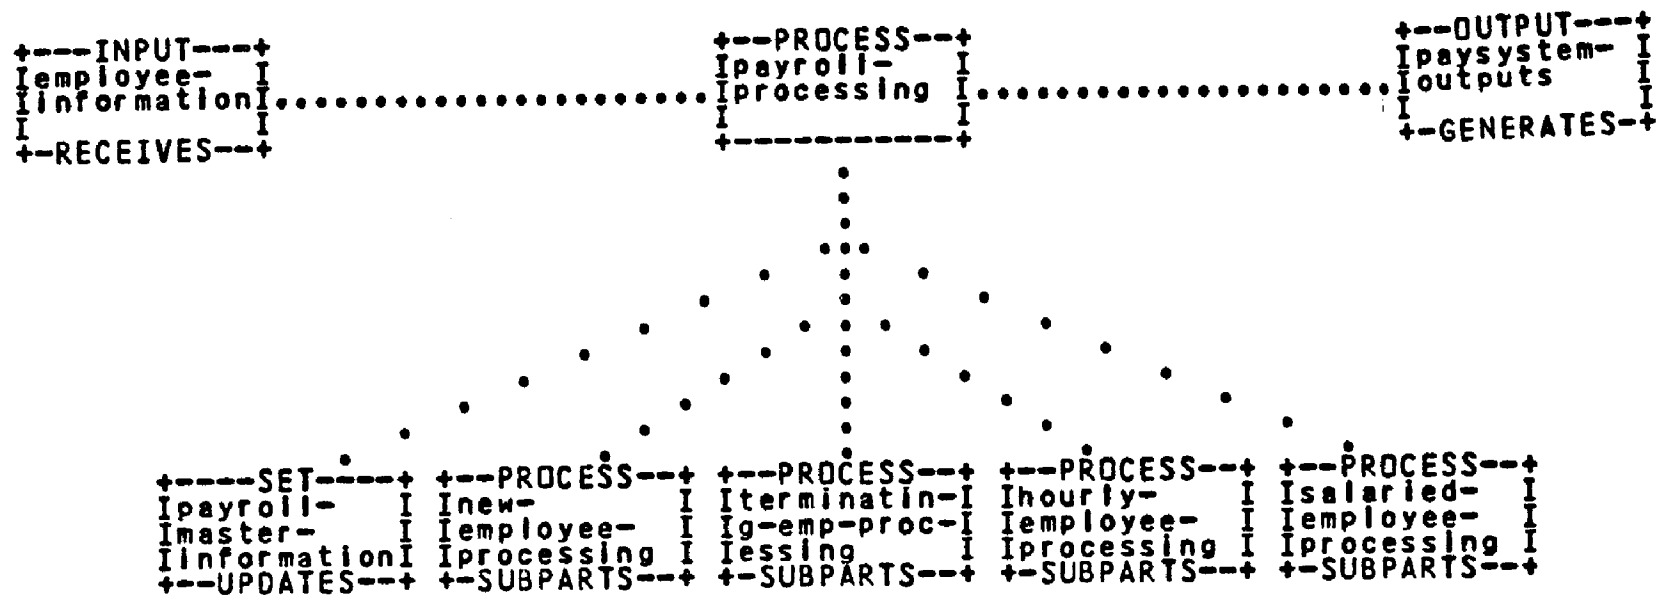 +---INPUT---+
Iemployee-  I
IinformationI
I           I
+-RECEIVES--+
+--PROCESS--+
Ipayroll-   I
Iprocessing I
I           I
+-----------+
+--OUTPUT---+
Ipaysystem- I
Ioutputs    I
I           I
+-GENERATES-+
+----SET----+
Ipayroll-   I
Imaster-    I
IinformationI
+--UPDATES--+
+--PROCESS--+
Inew-       I
Iemployee-  I
Iprocessing I
+-SUBPARTS--+
+--PROCESS--+
Iterminatin-I
Ig-emp-proc-I
Iessing     I
+-SUBPARTS--+
+--PROCESS--+
Ihourly-    I
Iemployee-  I
Iprocessing I
+-SUBPARTS--+
+--PROCESS--+
Isalaried-  I
Iemployee-  I
Iprocessing I
+-SUBPARTS--+